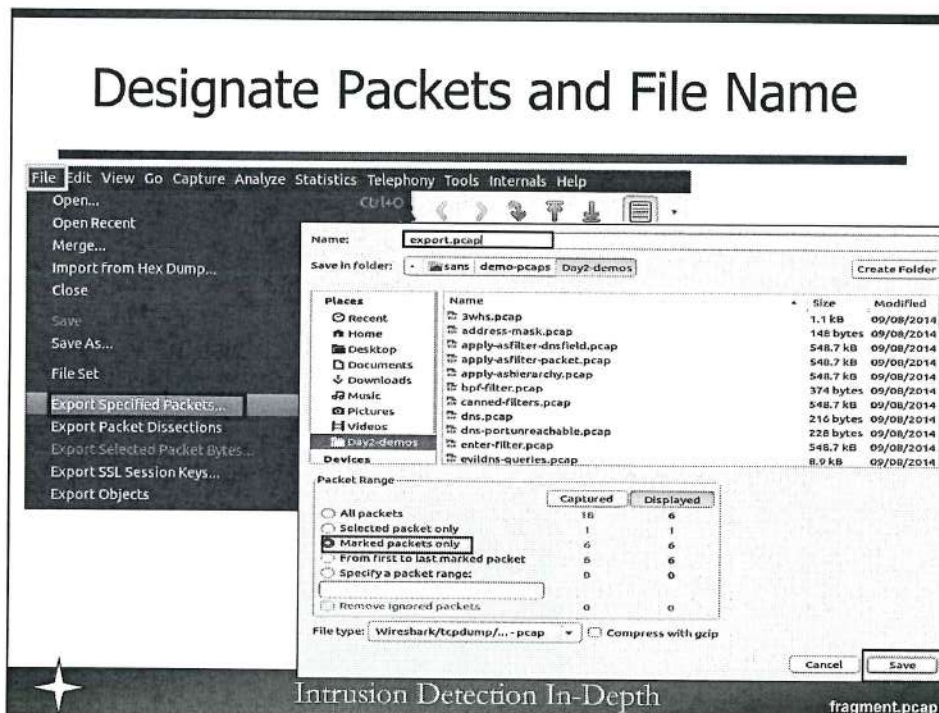 Designate Packets and File Name
File Edit View Go Capture Analyze Statistics Telephony Tools Internals Help
Open... Ctrl+O
Open Recent
Merge...
Import from Hex Dump...
Close
Save
Save As...
File Set
Export Specified Packets...
Export Packet Dissections
Export Selected Packet Bytes...
Export SSL Session Keys...
Export Objects
Name: export.pcap
Save in folder: sans demo-pcaps Day2-demos Create Folder
Places
Recent
Home
Desktop
Documents
Downloads
Music
Pictures
Videos
Day2-demos
Devices
Name Size Modified
3whs.pcap 1.1 kB 09/08/2014
address-mask.pcap 148 bytes 09/08/2014
apply-asfilter-dnsfield.pcap 548.7 kB 09/08/2014
apply-asfilter-packet.pcap 548.7 kB 09/08/2014
apply-ashierarchy.pcap 548.7 kB 09/08/2014
bpf-filter.pcap 374 bytes 09/08/2014
canned-filters.pcap 548.7 kB 09/08/2014
dns.pcap 216 bytes 09/08/2014
dns-portunreachable.pcap 228 bytes 09/08/2014
enter-filter.pcap 548.7 kB 09/08/2014
evildns-queries.pcap 8.9 kB 09/08/2014
Packet Range
Captured Displayed
All packets 18 6
Selected packet only 1 1
Marked packets only 6 6
From first to last marked packet 6 6
Specify a packet range: 0 0
Remove Ignored packets 0 0
File type: Wireshark/tcpdump/... - pcap Compress with gzip
Cancel Save
Intrusion Detection In-Depth
fragment.pcap